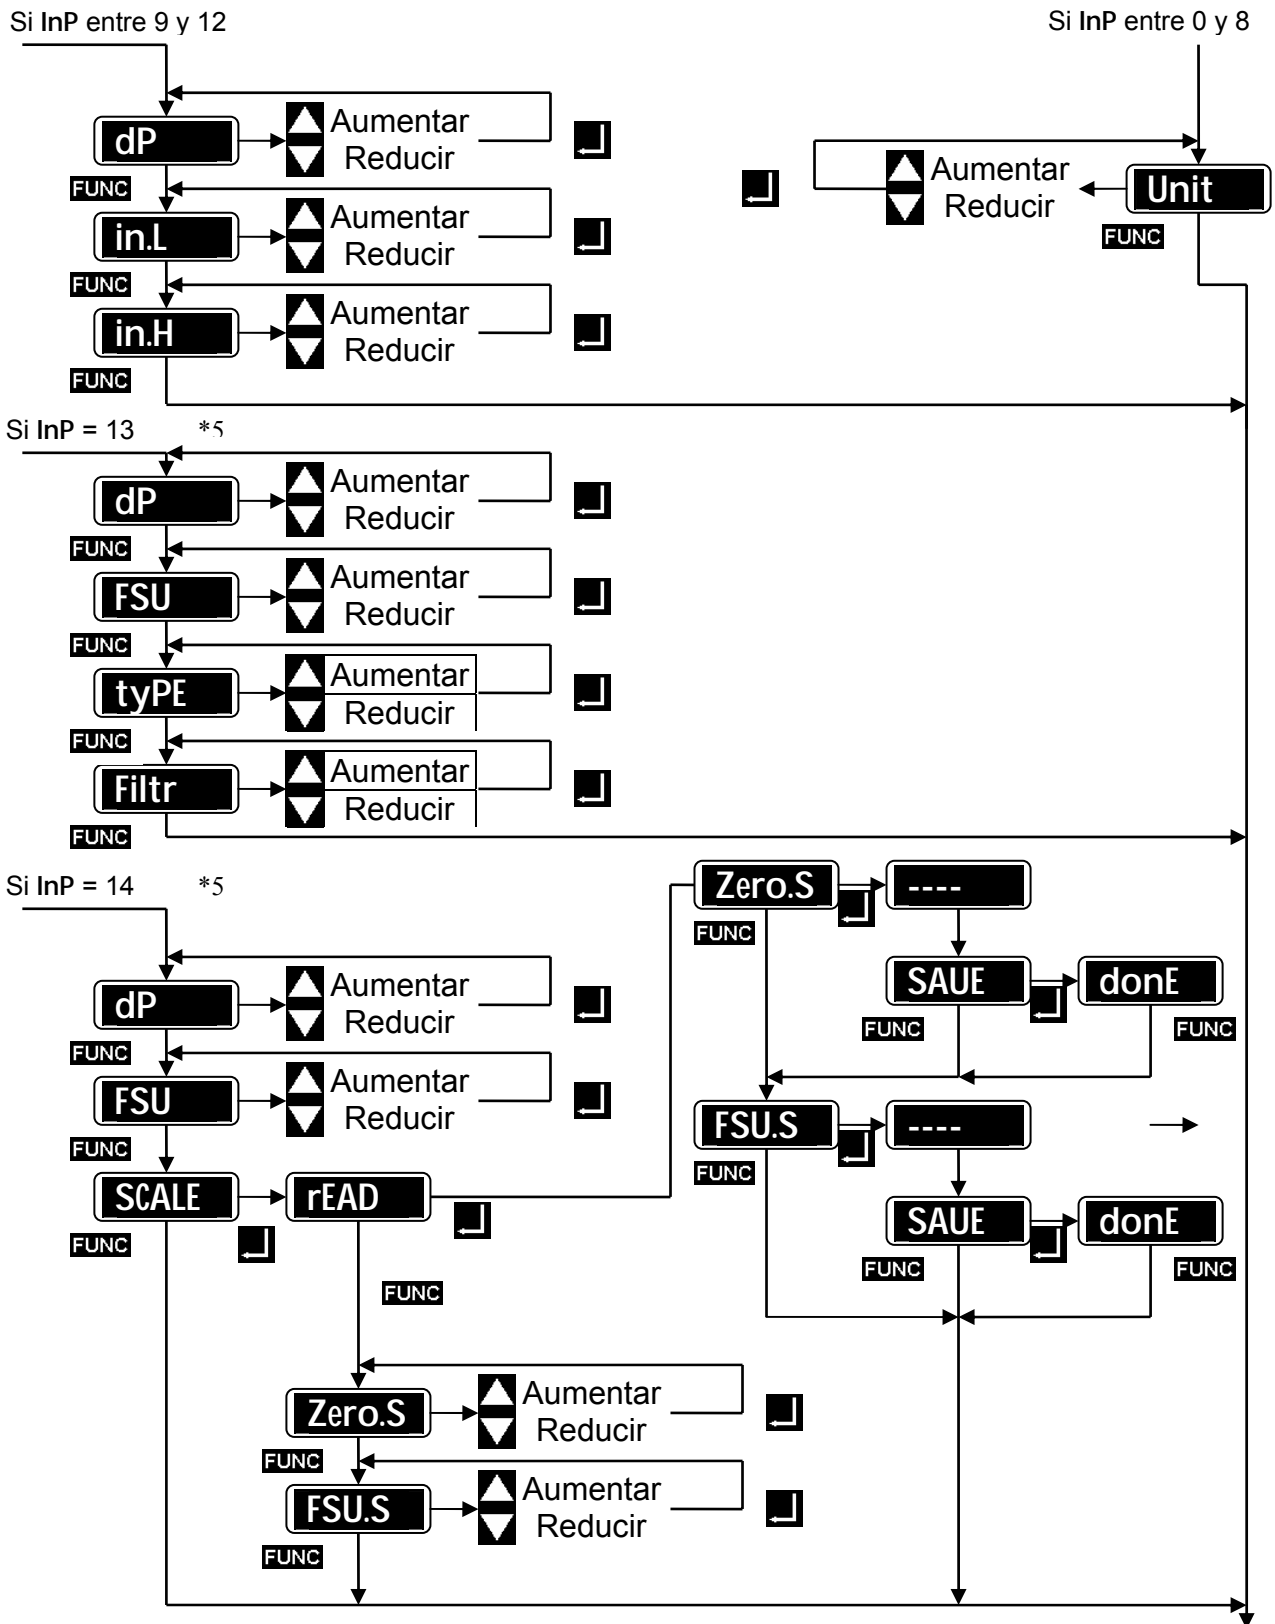 Si InP entre 9 y 12
Si InP entre 0 y 8
dP
Aumentar
Reducir
FUNC
Aumentar
Reducir
Unit
FUNC
in.L
Aumentar
Reducir
FUNC
in.H
Aumentar
Reducir
FUNC
Si InP = 13 *5
dP
Aumentar
Reducir
FUNC
FSU
Aumentar
Reducir
FUNC
tyPE
Aumentar
Reducir
FUNC
Filtr
Aumentar
Reducir
FUNC
Si InP = 14 *5
dP
Aumentar
Reducir
FUNC
FSU
Aumentar
Reducir
FUNC
SCALE
FUNC
rEAD
FUNC
Zero.S
FUNC
----
SAUE
FUNC
donE
FUNC
FSU.S
FUNC
----
SAUE
FUNC
donE
FUNC
Zero.S
Aumentar
Reducir
FUNC
FSU.S
Aumentar
Reducir
FUNC